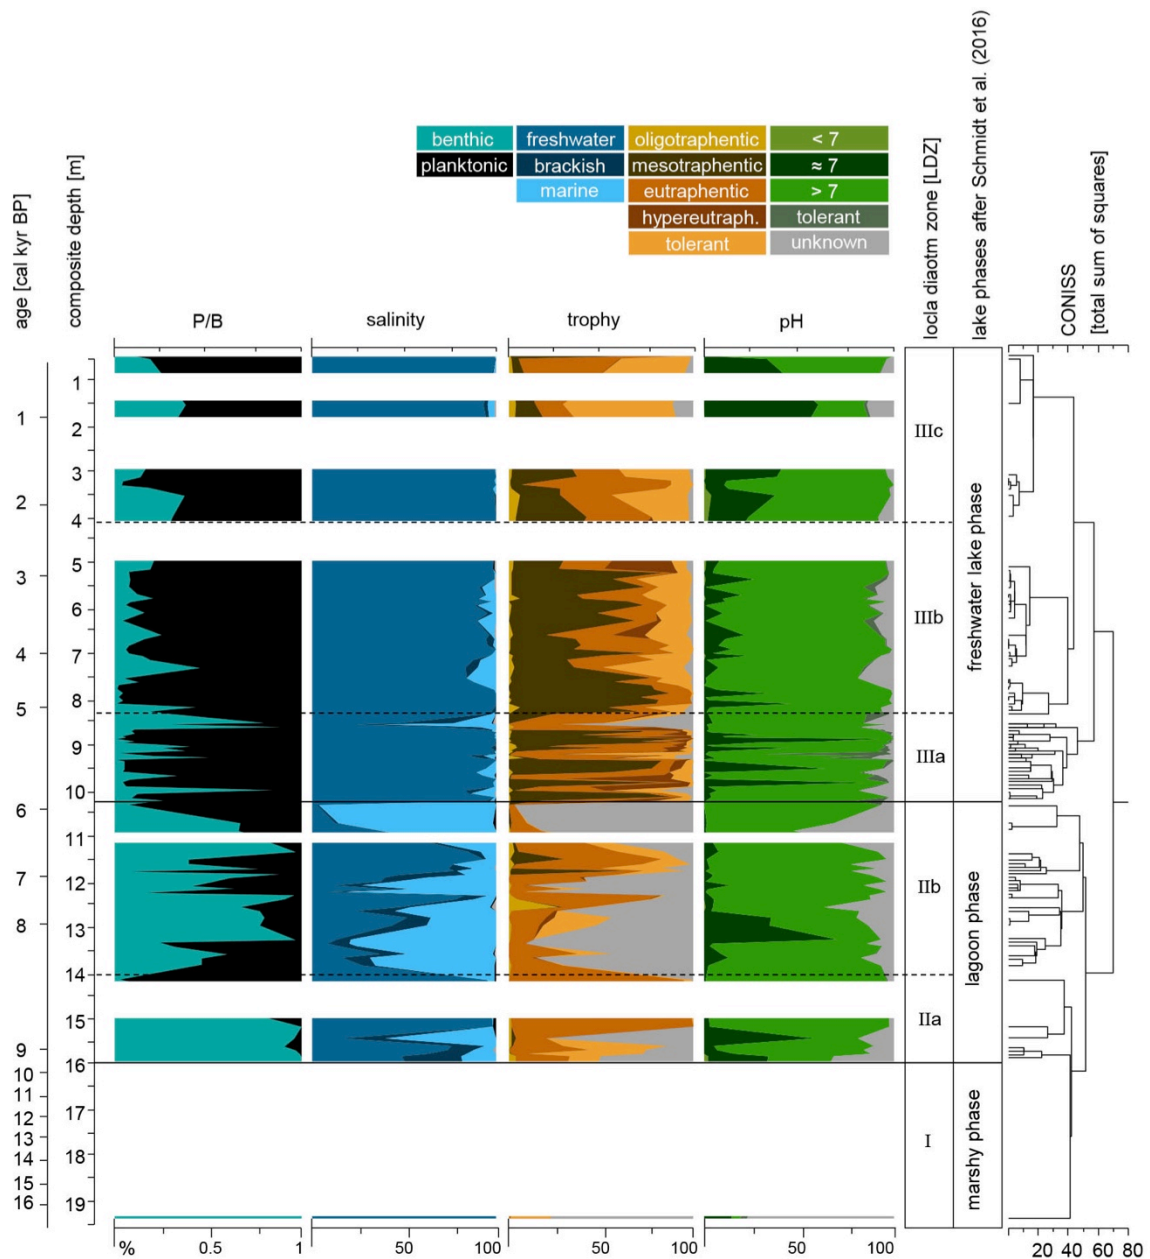 benthic freshwater oligotraphentic < 7
planktonic brackish mesotraphentic ≈ 7
marine eutraphentic > 7
hypereutraph. tolerant
tolerant unknown
age [cal kyr BP]
composite depth [m]
P/B
salinity
trophy
pH
locla diaotm zone [LDZ]
lake phases after Schmidt et al. (2016)
CONISS
[total sum of squares]
1
2
3
4
5
6
7
8
9
10
11
12
13
14
15
16
1
2
3
4
5
6
7
8
9
10
11
12
13
14
15
16
17
18
19
IIIc
IIIb
IIIa
IIb
IIa
I
freshwater lake phase
lagoon phase
marshy phase
% 0.5 1
50 100
50 100
50 100
20 40 60 80